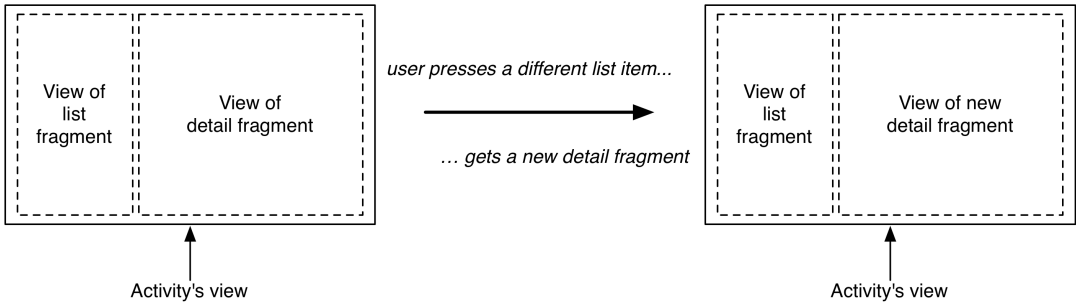 View of
list
fragment
View of
detail fragment
user presses a different list item...
... gets a new detail fragment
View of
list
fragment
View of new
detail fragment
Activity's view
Activity's view